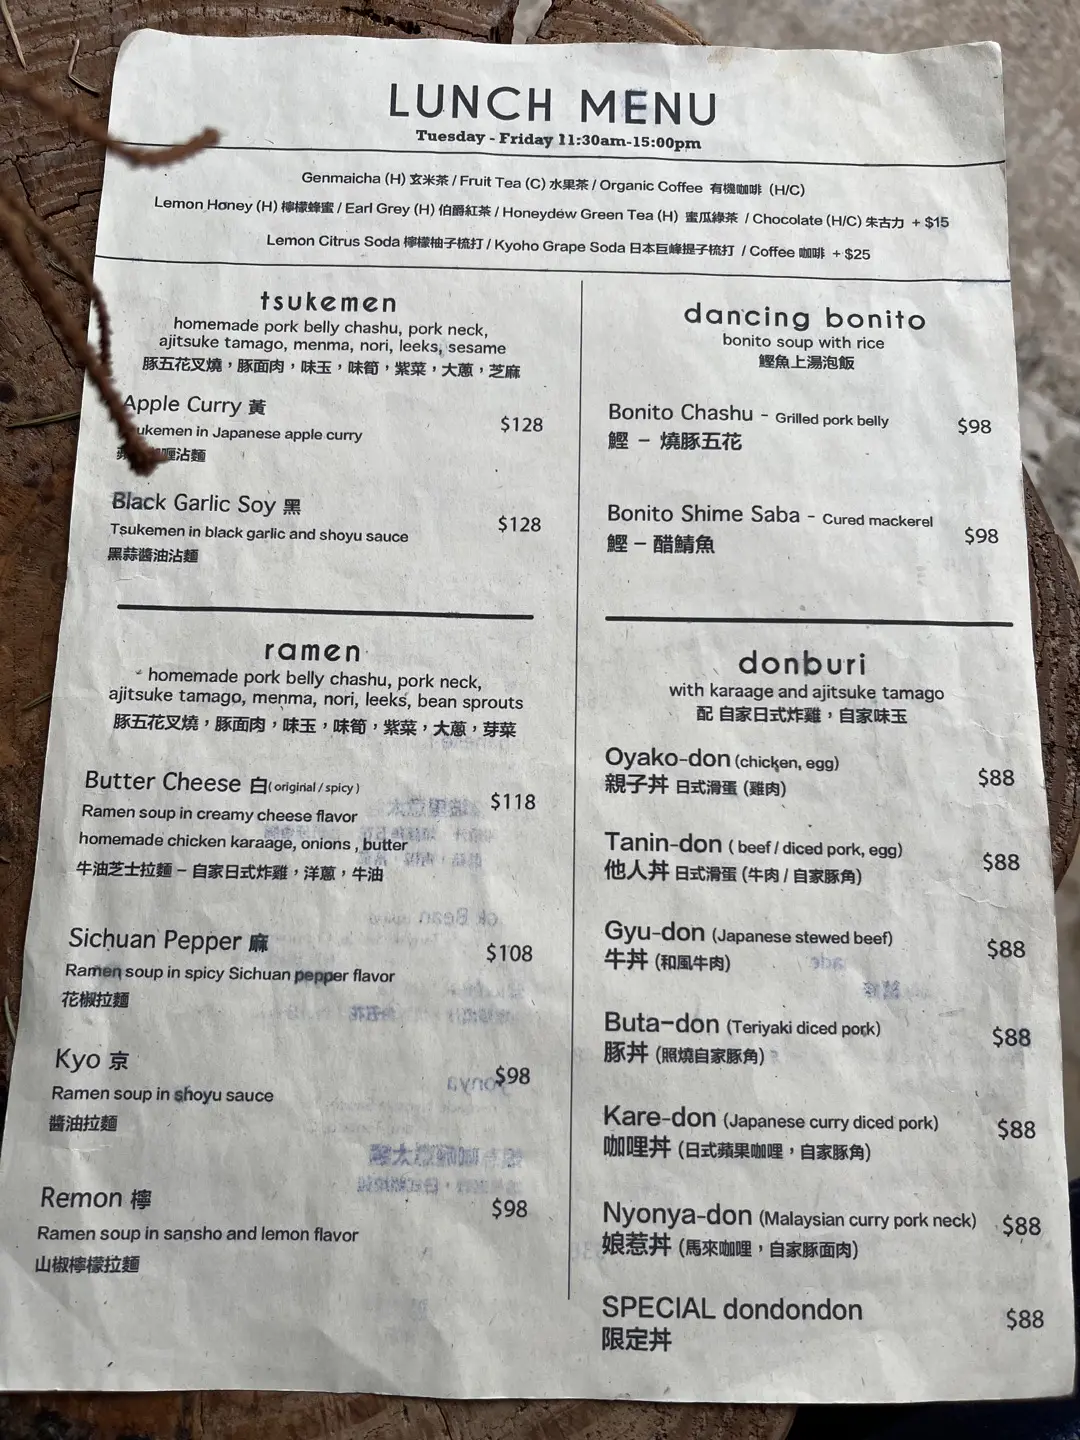 LUNCH MENU
Tuesday - Friday 11:30am-15:00pm
Genmaicha (H) 玄米茶 / Fruit Tea (C) 水果茶 / Organic Coffee 有機咖啡 (H/C)
Lemon Honey (H) 檸檬蜂蜜 / Earl Grey (H) 伯爵紅茶 / Honeydew Green Tea (H) 蜜瓜綠茶 / Chocolate (H/C) 朱古力 + $15
Lemon Citrus Soda 檸檬柚子梳打 / Kyoho Grape Soda 日本巨峰提子梳打 / Coffee 咖啡 + $25
tsukemen
homemade pork belly chashu, pork neck,
ajitsuke tamago, menma, nori, leeks, sesame
豚五花叉燒，豚面肉，味玉，味筍，紫菜，大蔥，芝麻
Apple Curry 黃 $128
in Japanese apple curry
沾麵
Black Garlic Soy 黑 $128
Tsukemen in black garlic and shoyu sauce
黑蒜醬油沾麵
ramen
homemade pork belly chashu, pork neck,
ajitsuke tamago, menma, nori, leeks, bean sprouts
豚五花叉燒，豚面肉，味玉，味筍，紫菜，大蔥，芽菜
Butter Cheese 白 (original / spicy) $118
Ramen soup in creamy cheese flavor
homemade chicken karaage, onions , butter
牛油芝士拉麵 – 自家日式炸雞，洋蔥，牛油
Sichuan Pepper 麻 $108
Ramen soup in spicy Sichuan pepper flavor
花椒拉麵
Kyo 京 $98
Ramen soup in shoyu sauce
醬油拉麵
Remon 檸 $98
Ramen soup in sansho and lemon flavor
山椒檸檬拉麵
dancing bonito
bonito soup with rice
鰹魚上湯泡飯
Bonito Chashu - Grilled pork belly $98
鰹 – 燒豚五花
Bonito Shime Saba - Cured mackerel $98
鰹 – 醋鯖魚
donburi
with karaage and ajitsuke tamago
配 自家日式炸雞，自家味玉
Oyako-don (chicken, egg) $88
親子丼 日式滑蛋 (雞肉)
Tanin-don ( beef / diced pork, egg) $88
他人丼 日式滑蛋 (牛肉 / 自家豚角)
Gyu-don (Japanese stewed beef) $88
牛丼 (和風牛肉)
Buta-don (Teriyaki diced pork) $88
豚丼 (照燒自家豚角)
Kare-don (Japanese curry diced pork) $88
咖哩丼 (日式蘋果咖哩，自家豚角)
Nyonya-don (Malaysian curry pork neck) $88
娘惹丼 (馬來咖哩，自家豚面肉)
SPECIAL dondondon $88
限定丼